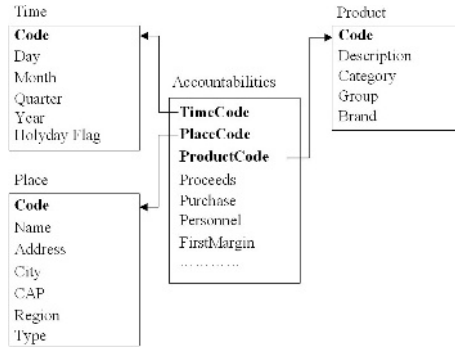 Time
Code
Day
Month
Quarter
Year
Holyday Flag
Product
Code
Description
Category
Group
Brand
Accountabilities
TimeCode
PlaceCode
ProductCode
Proceeds
Purchase
Personnel
FirstMargin
…………
Place
Code
Name
Address
City
CAP
Region
Type